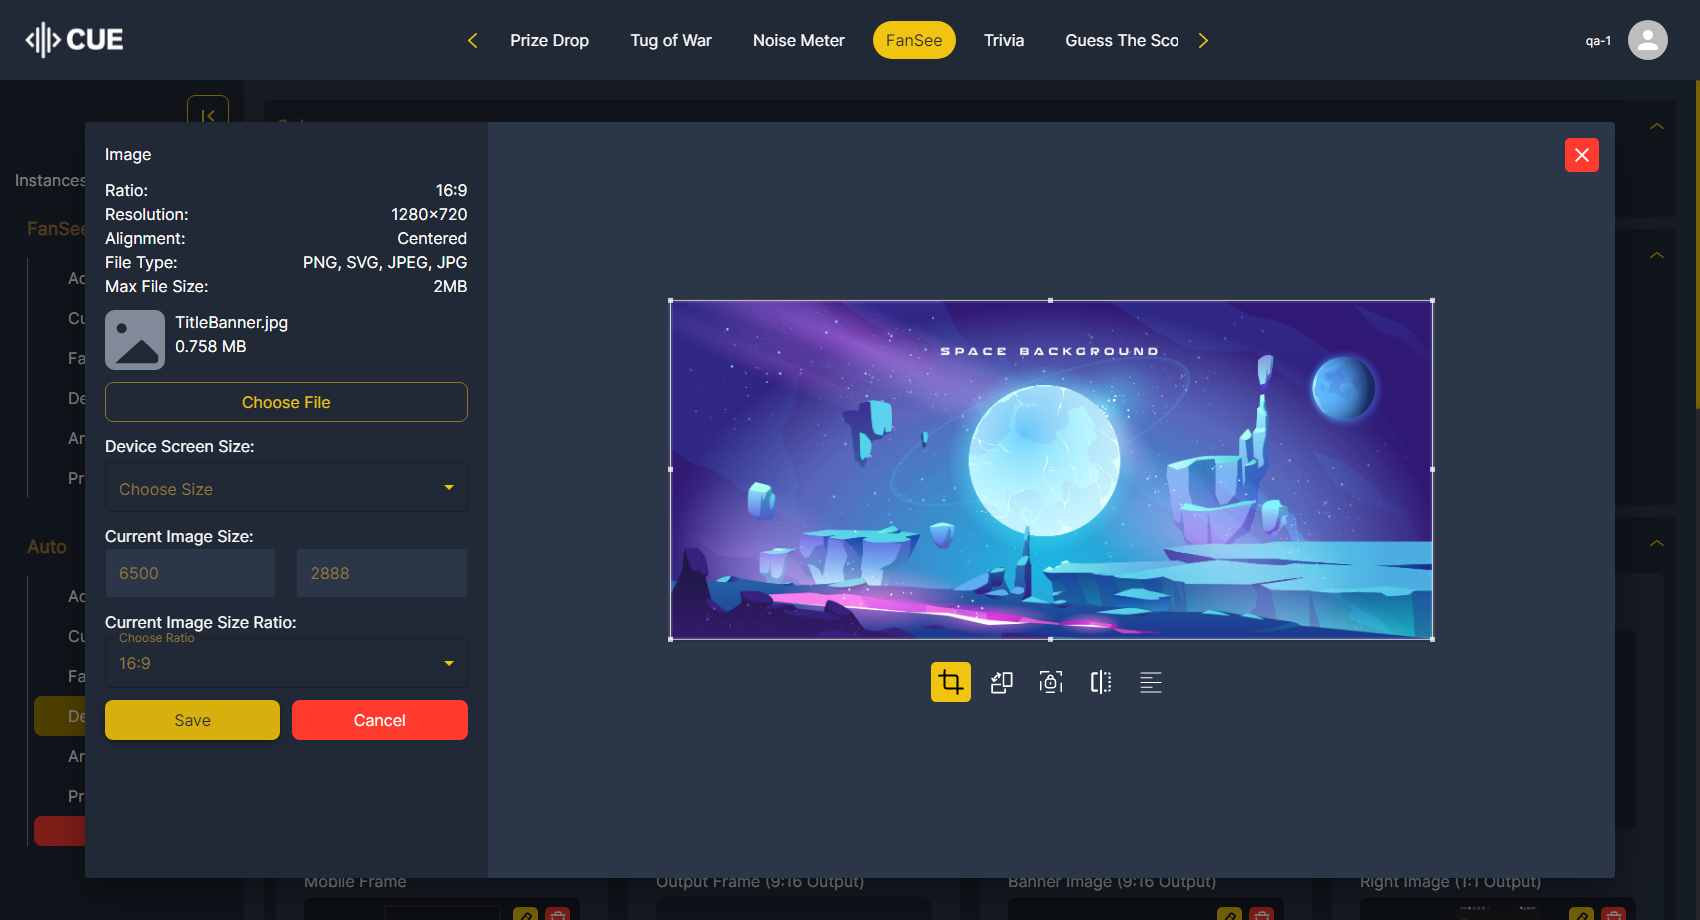 CUE
Prize Drop
Tug of War
Noise Meter
FanSee
Trivia
Guess The Sco
qa-1
Instances
FanSee
Ac
Cu
Fa
De
An
Pr
Auto
Ac
Cu
Fa
De
An
Pr
Image
Ratio: 16:9
Resolution: 1280×720
Alignment: Centered
File Type: PNG, SVG, JPEG, JPG
Max File Size: 2MB
TitleBanner.jpg
0.758 MB
Choose File
Device Screen Size:
Choose Size
Current Image Size:
6500 2888
Current Image Size Ratio:
Choose Ratio
16:9
Save Cancel
SPACE BACKGROUND
Mobile Frame
Output Frame (9:16 Output)
Banner Image (9:16 Output)
Right Image (1:1 Output)